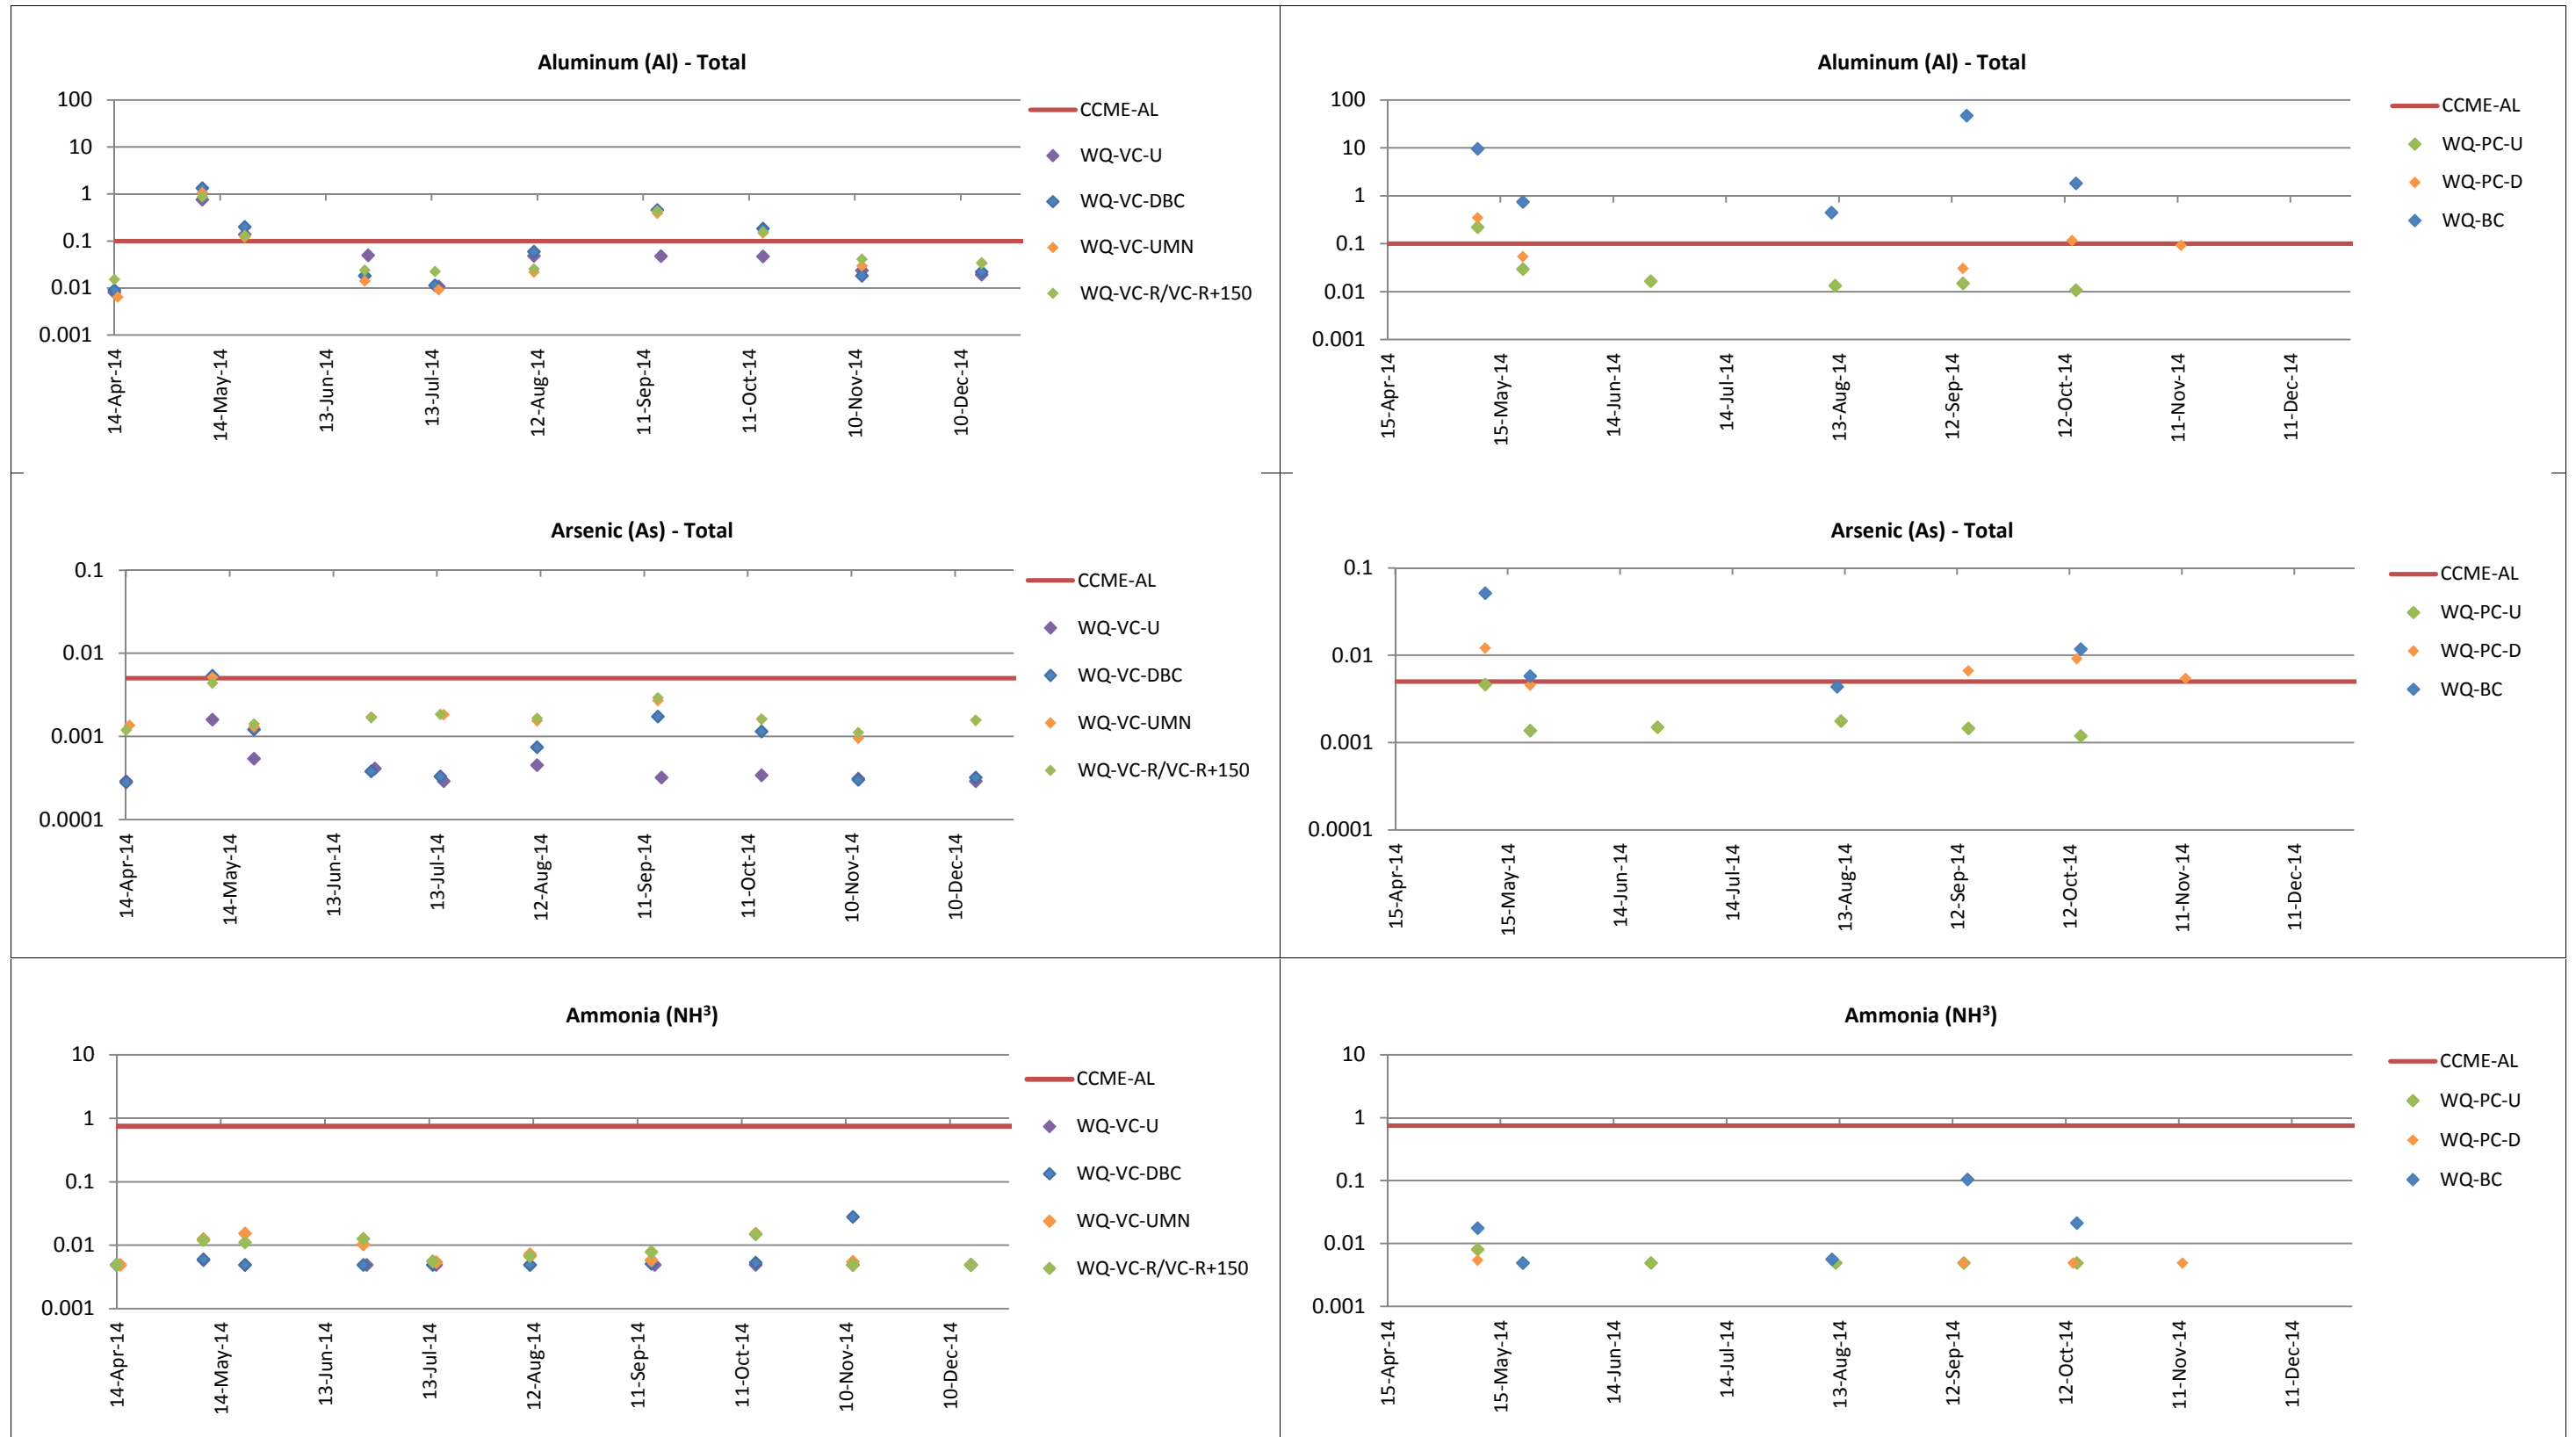 Aluminum (Al) - Total
100
10
1
0.1
0.01
0.001
14-Apr-14
14-May-14
13-Jun-14
13-Jul-14
12-Aug-14
11-Sep-14
11-Oct-14
10-Nov-14
10-Dec-14
CCME-AL
WQ-VC-U
WQ-VC-DBC
WQ-VC-UMN
WQ-VC-R/VC-R+150
Aluminum (Al) - Total
100
10
1
0.1
0.01
0.001
15-Apr-14
15-May-14
14-Jun-14
14-Jul-14
13-Aug-14
12-Sep-14
12-Oct-14
11-Nov-14
11-Dec-14
CCME-AL
WQ-PC-U
WQ-PC-D
WQ-BC
Arsenic (As) - Total
0.1
0.01
0.001
0.0001
14-Apr-14
14-May-14
13-Jun-14
13-Jul-14
12-Aug-14
11-Sep-14
11-Oct-14
10-Nov-14
10-Dec-14
CCME-AL
WQ-VC-U
WQ-VC-DBC
WQ-VC-UMN
WQ-VC-R/VC-R+150
Arsenic (As) - Total
0.1
0.01
0.001
0.0001
15-Apr-14
15-May-14
14-Jun-14
14-Jul-14
13-Aug-14
12-Sep-14
12-Oct-14
11-Nov-14
11-Dec-14
CCME-AL
WQ-PC-U
WQ-PC-D
WQ-BC
Ammonia (NH³)
10
1
0.1
0.01
0.001
14-Apr-14
14-May-14
13-Jun-14
13-Jul-14
12-Aug-14
11-Sep-14
11-Oct-14
10-Nov-14
10-Dec-14
CCME-AL
WQ-VC-U
WQ-VC-DBC
WQ-VC-UMN
WQ-VC-R/VC-R+150
Ammonia (NH³)
10
1
0.1
0.01
0.001
15-Apr-14
15-May-14
14-Jun-14
14-Jul-14
13-Aug-14
12-Sep-14
12-Oct-14
11-Nov-14
11-Dec-14
CCME-AL
WQ-PC-U
WQ-PC-D
WQ-BC